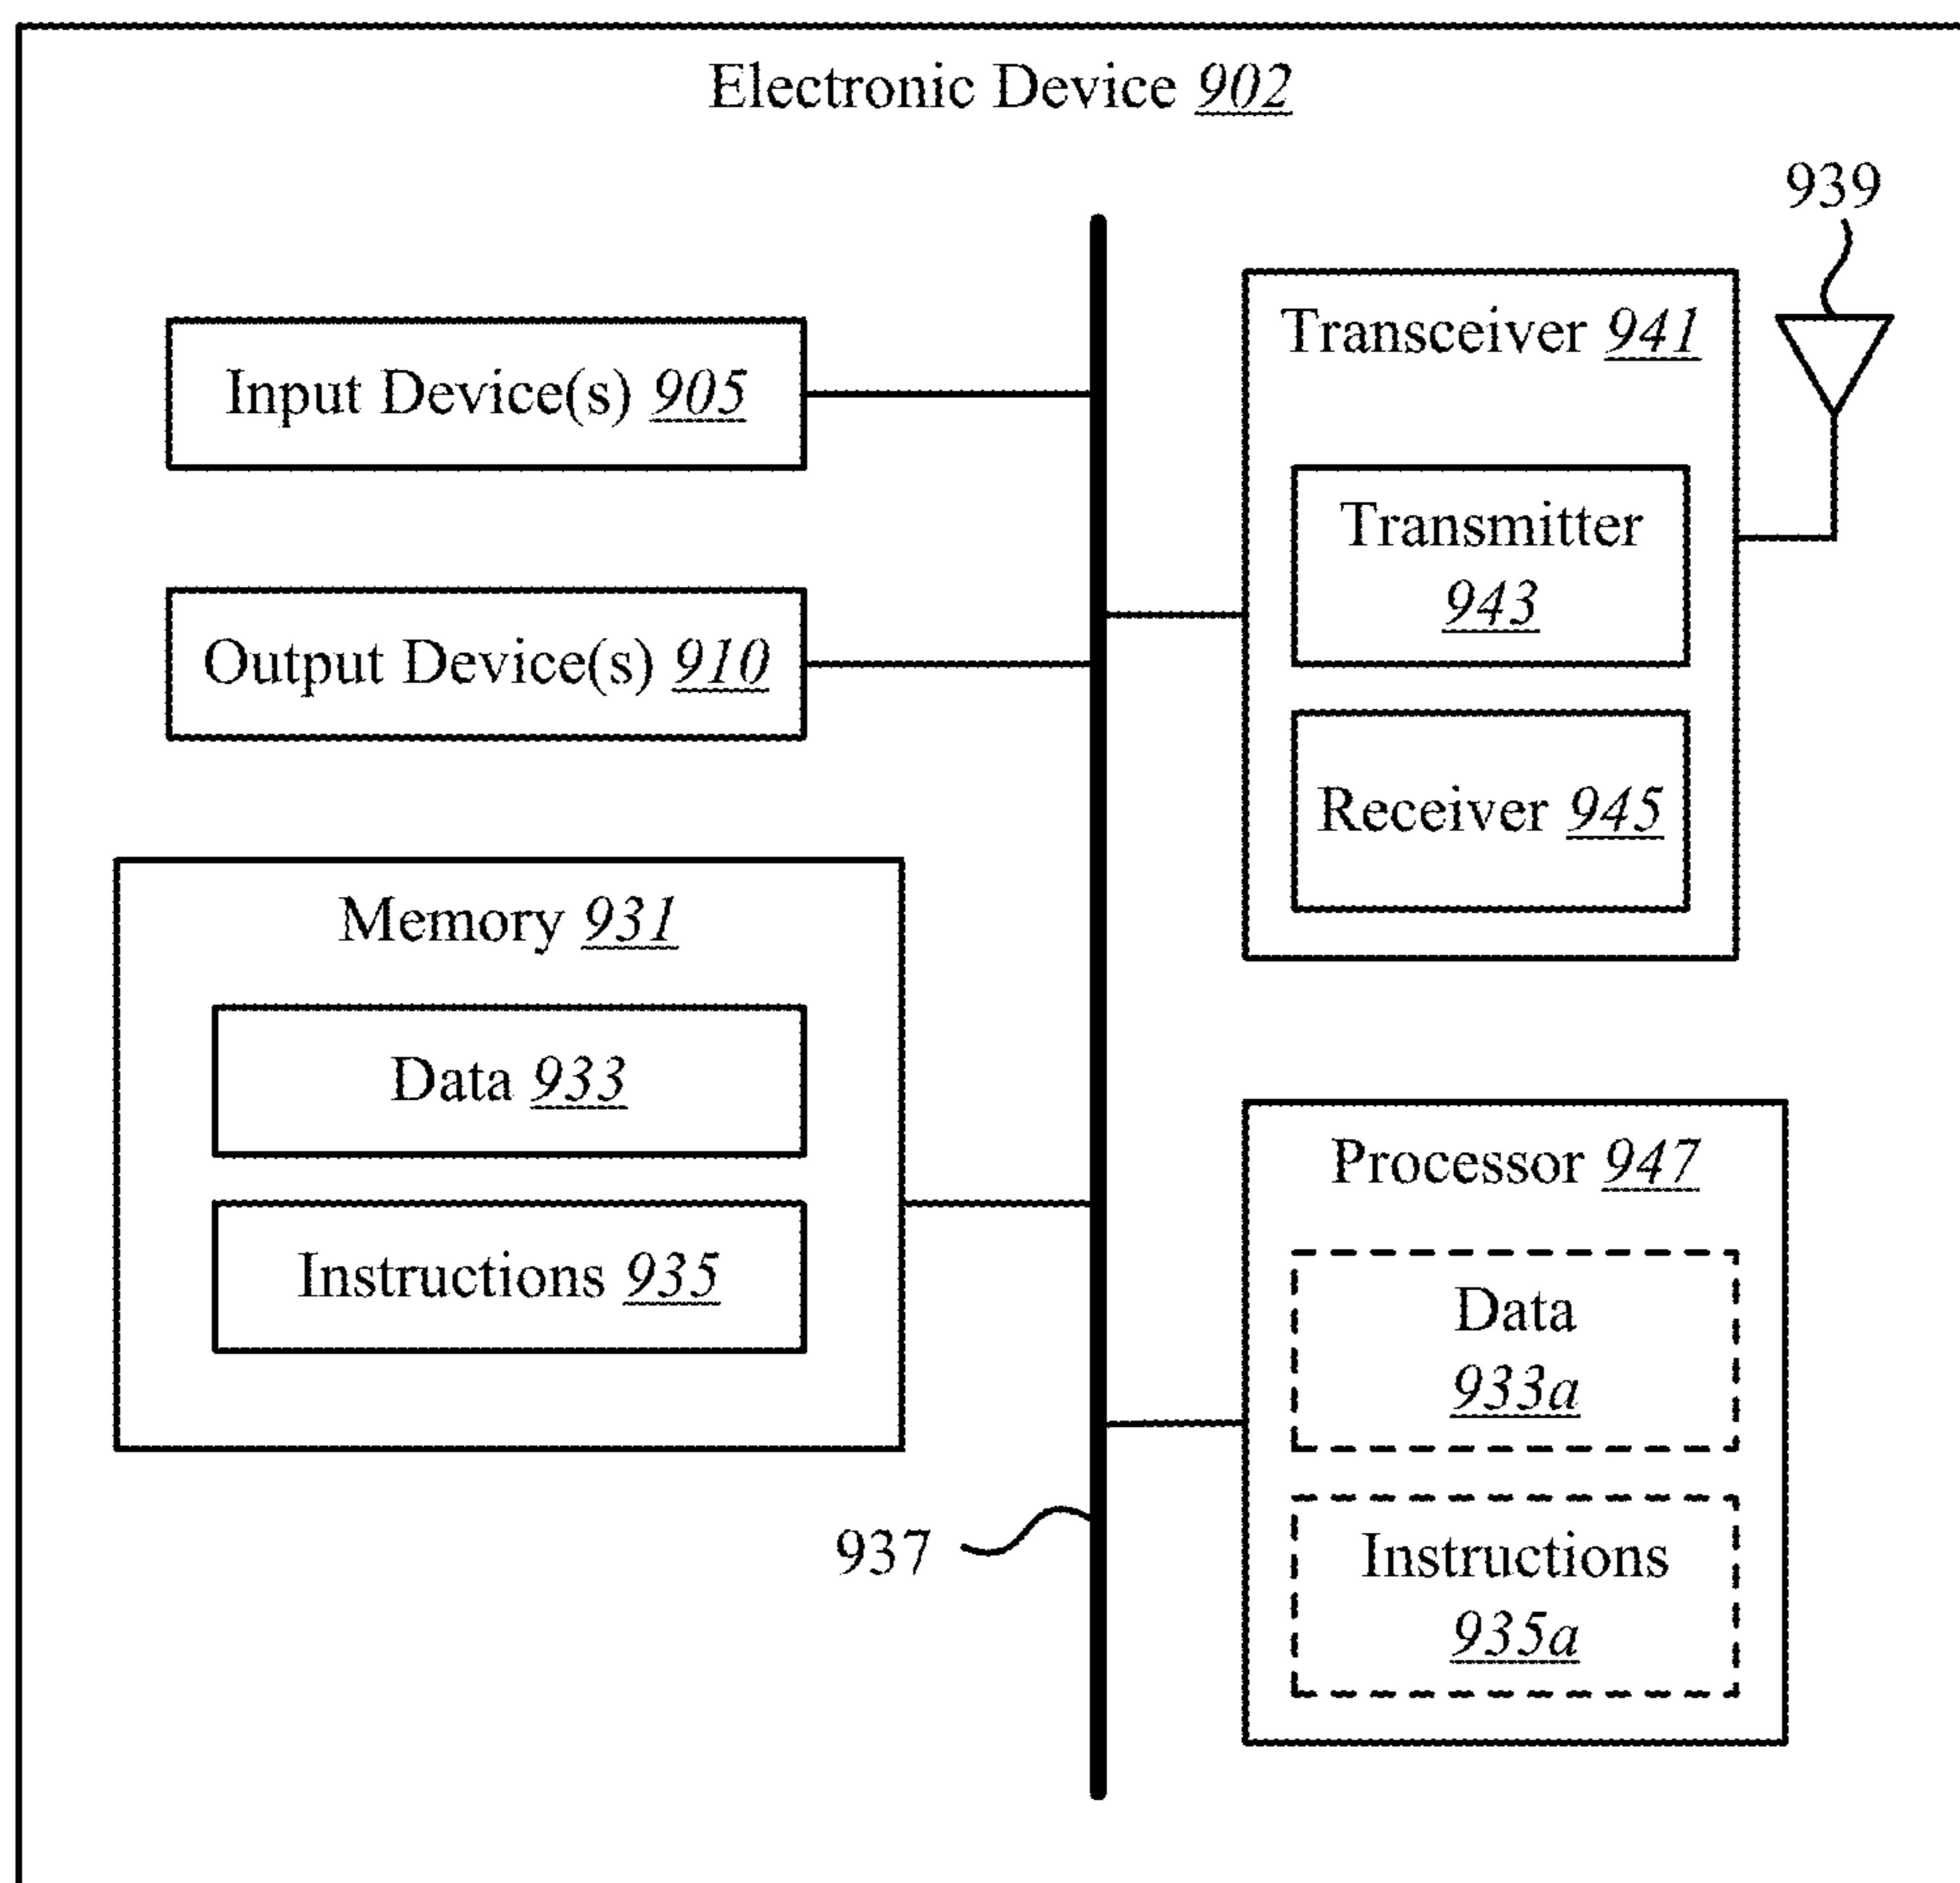 Electronic Device 902
939
Input Device(s) 905
Output Device(s) 910
Memory 931
Data 933
Instructions 935
937
Transceiver 941
Transmitter
943
Receiver 945
Processor 947
Data
933a
Instructions
935a